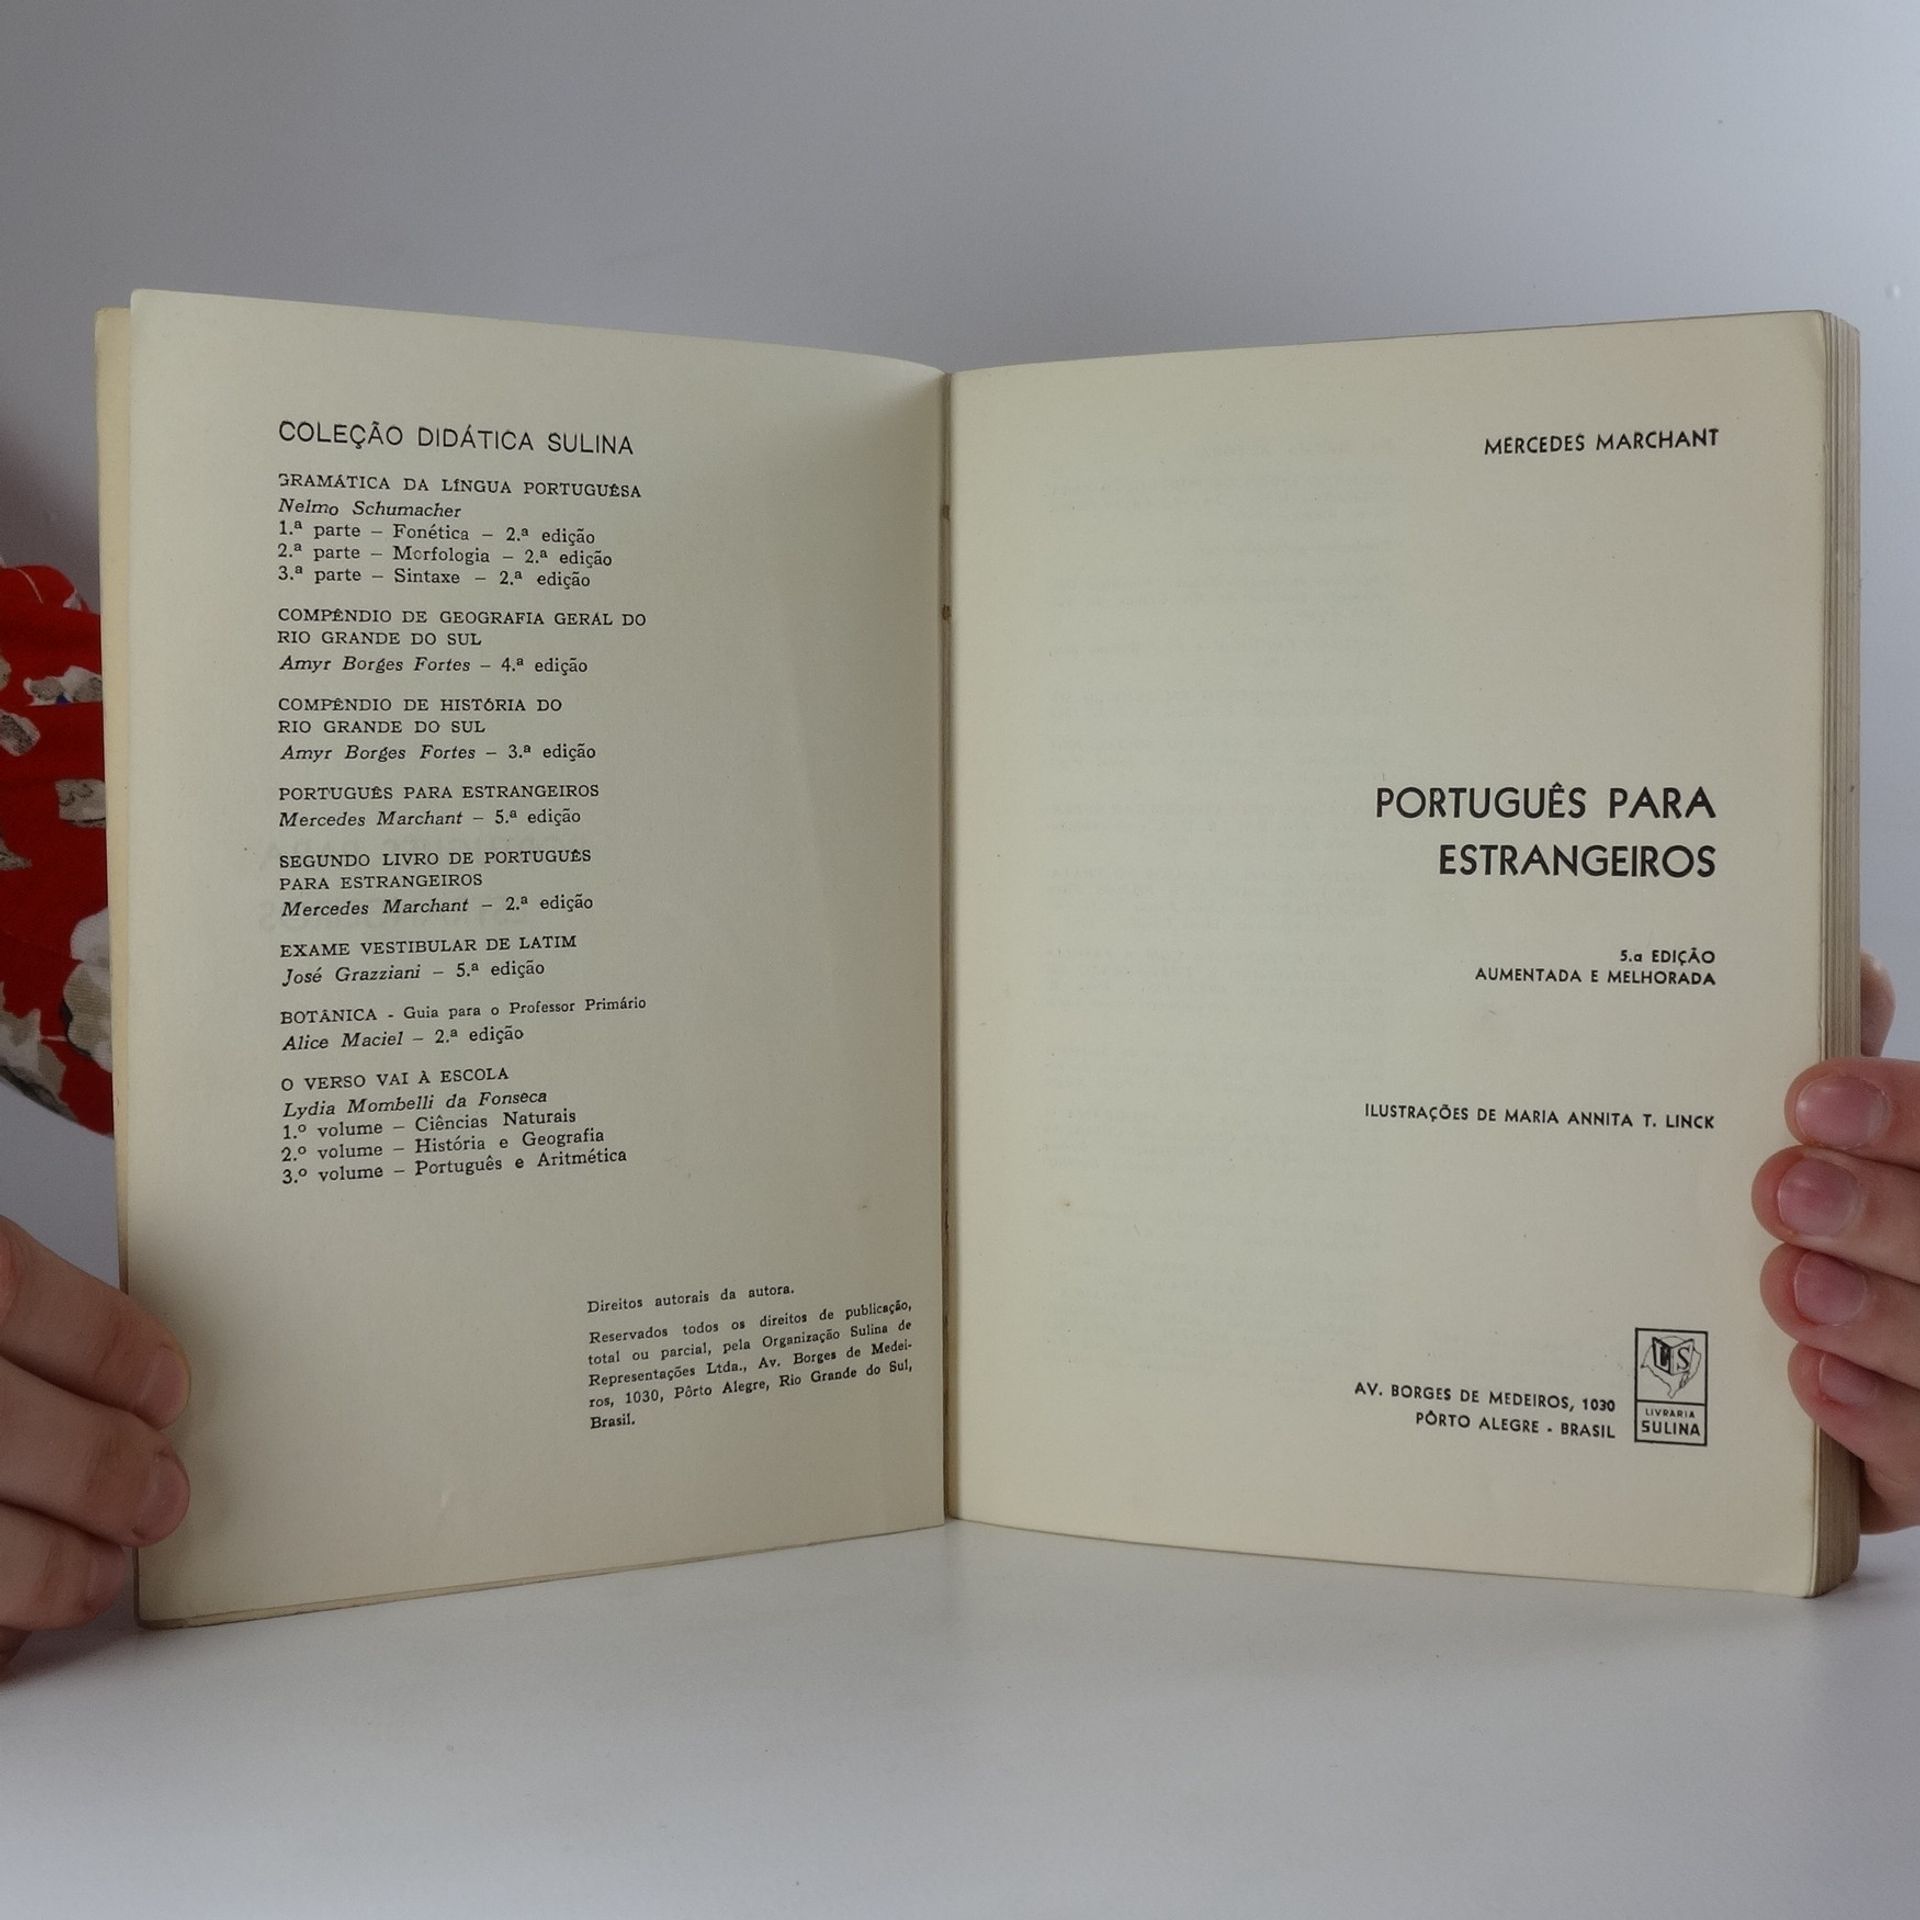 COLEÇÃO DIDÁTICA SULINA
GRAMÁTICA DA LÍNGUA PORTUGUÊSA
Nelmo Schumacher
1.ª parte – Fonética – 2.ª edição
2.ª parte – Morfologia – 2.ª edição
3.ª parte – Sintaxe – 2.ª edição
COMPÊNDIO DE GEOGRAFIA GERAL DO
RIO GRANDE DO SUL
Amyr Borges Fortes – 4.ª edição
COMPÊNDIO DE HISTÓRIA DO
RIO GRANDE DO SUL
Amyr Borges Fortes – 3.ª edição
PORTUGUÊS PARA ESTRANGEIROS
Mercedes Marchant – 5.ª edição
SEGUNDO LIVRO DE PORTUGUÊS
PARA ESTRANGEIROS
Mercedes Marchant – 2.ª edição
EXAME VESTIBULAR DE LATIM
José Grazziani – 5.ª edição
BOTÂNICA - Guia para o Professor Primário
Alice Maciel – 2.ª edição
O VERSO VAI À ESCOLA
Lydia Mombelli da Fonseca
1.º volume – Ciências Naturais
2.º volume – História e Geografia
3.º volume – Português e Aritmética
Direitos autorais da autora.
Reservados todos os direitos de publicação,
total ou parcial, pela Organização Sulina de
Representações Ltda., Av. Borges de Medei-
ros, 1030, Pôrto Alegre, Rio Grande do Sul,
Brasil.
MERCEDES MARCHANT
PORTUGUÊS PARA
ESTRANGEIROS
5.a EDIÇÃO
AUMENTADA E MELHORADA
ILUSTRAÇÕES DE MARIA ANNITA T. LINCK
AV. BORGES DE MEDEIROS, 1030
PÔRTO ALEGRE - BRASIL
LS
LIVRARIA
SULINA